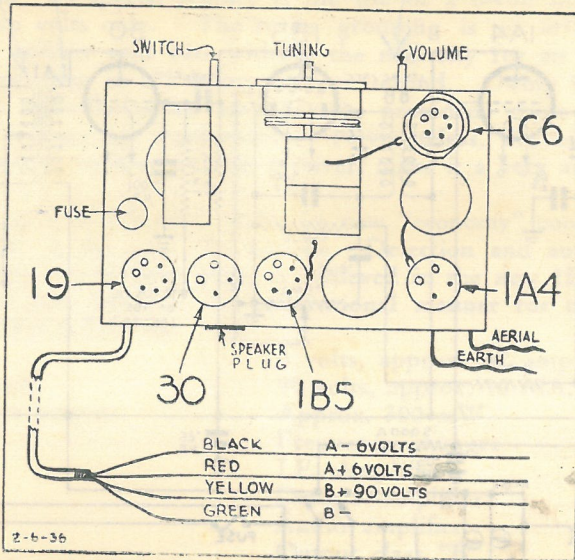 SWITCH TUNING VOLUME
1C6
FUSE
19 1A4
SPEAKER
PLUG
AERIAL
EARTH
30 1B5
BLACK A- 6VOLTS
RED A+ 6VOLTS
YELLOW B+ 90 VOLTS
GREEN B-
2-6-36